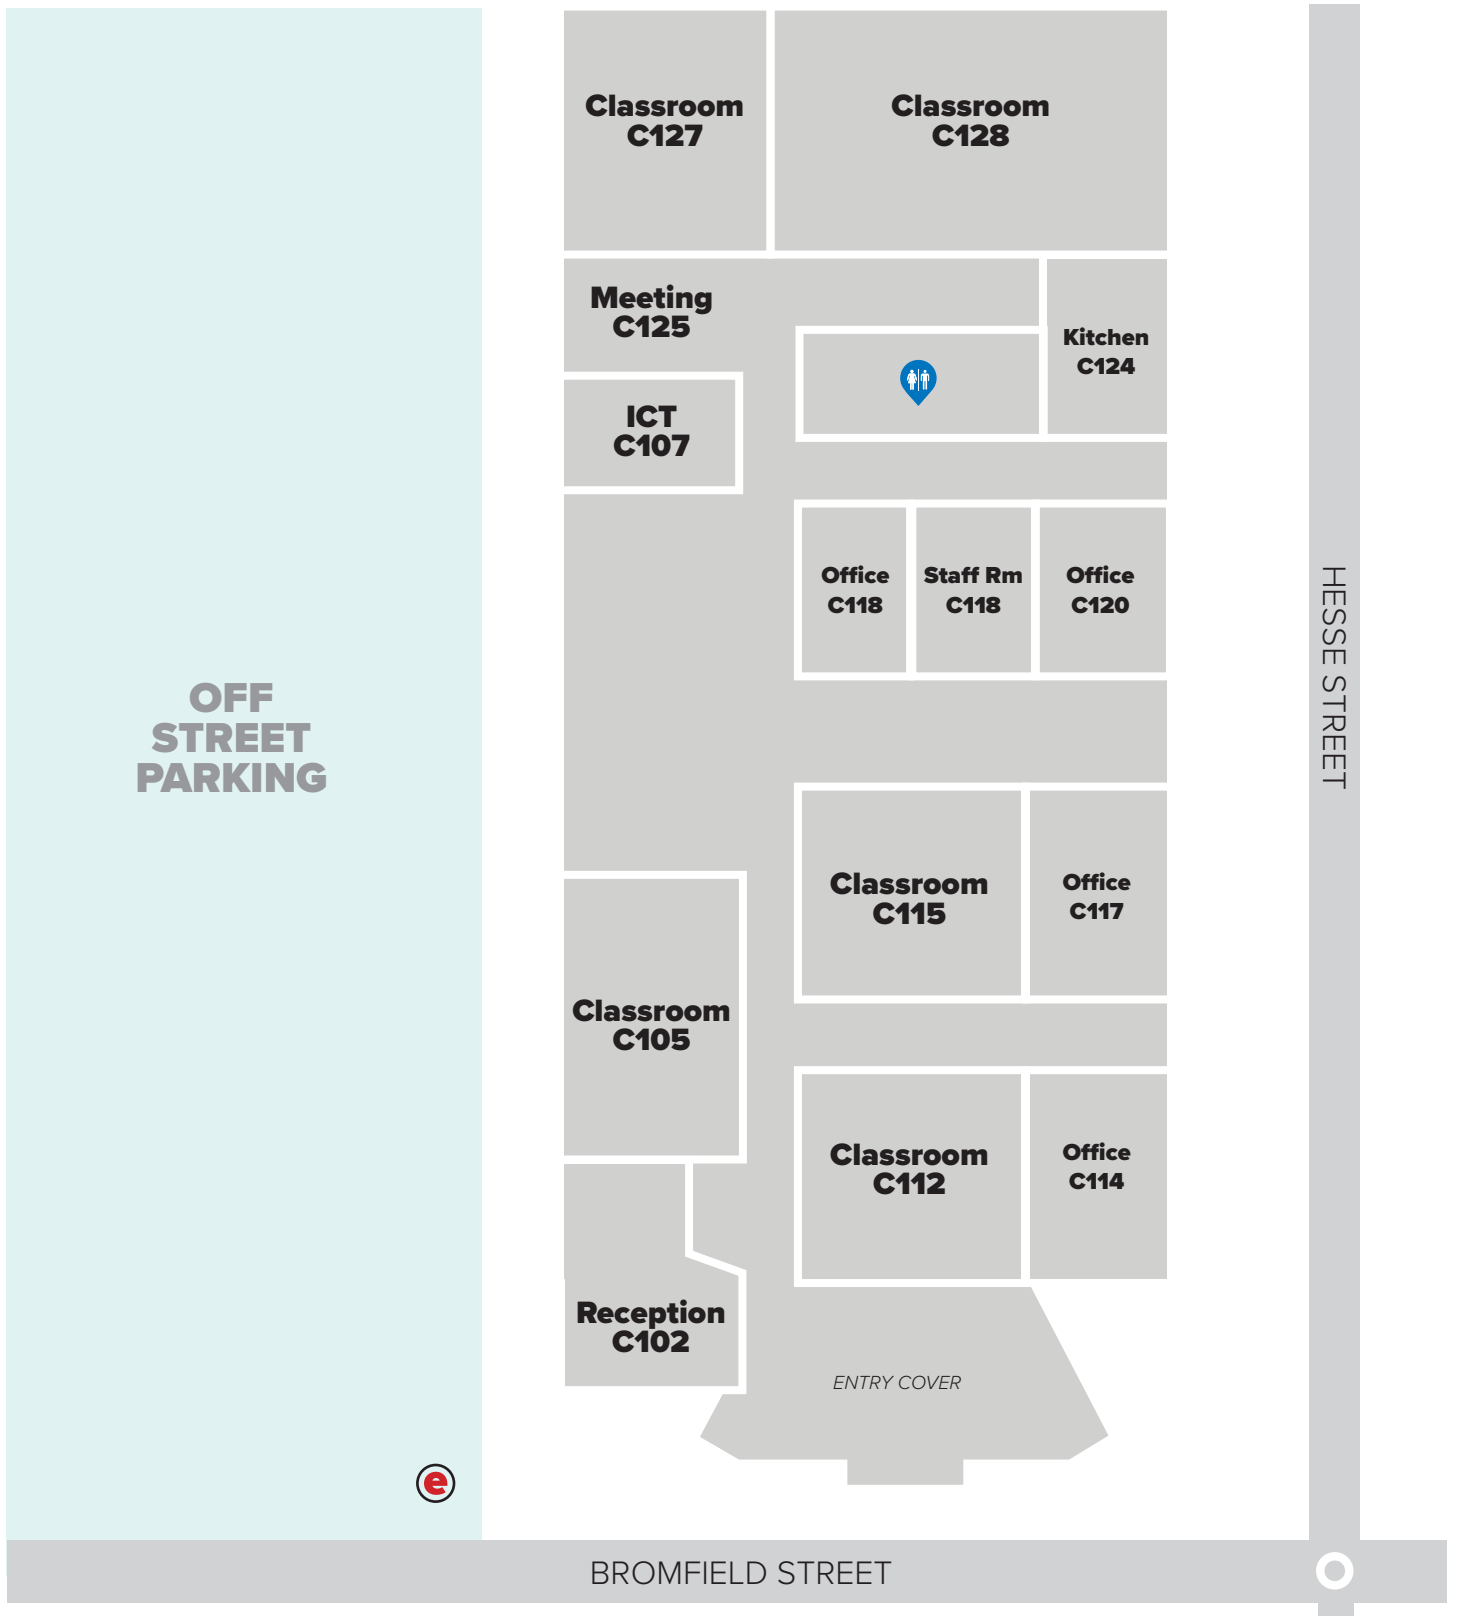 Classroom
C127
Classroom
C128
Meeting
C125
Kitchen
C124
ICT
C107
Office
C118
Staff Rm
C118
Office
C120
HESSE STREET
OFF
STREET
PARKING
Classroom
C115
Office
C117
Classroom
C105
Classroom
C112
Office
C114
Reception
C102
ENTRY COVER
e
BROMFIELD STREET